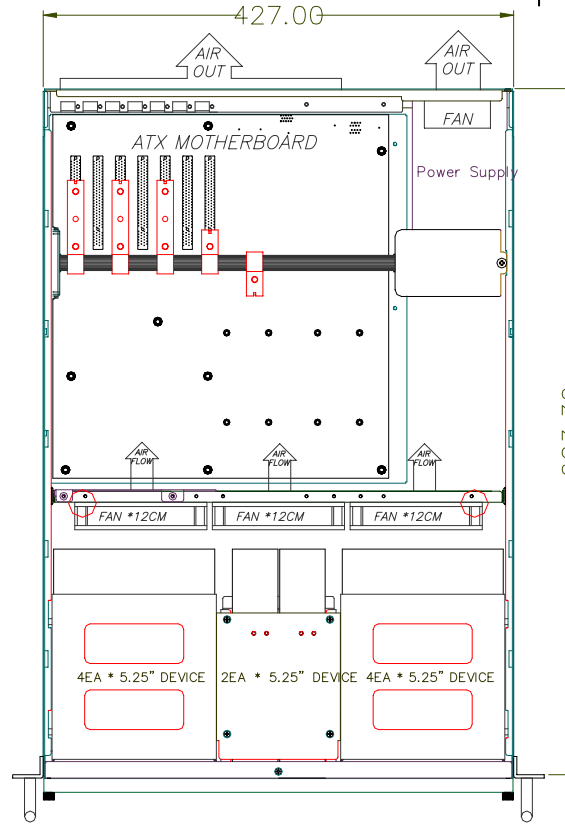 427.00
AIR
OUT
AIR
OUT
FAN
ATX MOTHERBOARD
Power Supply
AIR
FLOW
AIR
FLOW
AIR
FLOW
FAN *12CM
FAN *12CM
FAN *12CM
4EA * 5.25" DEVICE
2EA * 5.25" DEVICE
4EA * 5.25" DEVICE